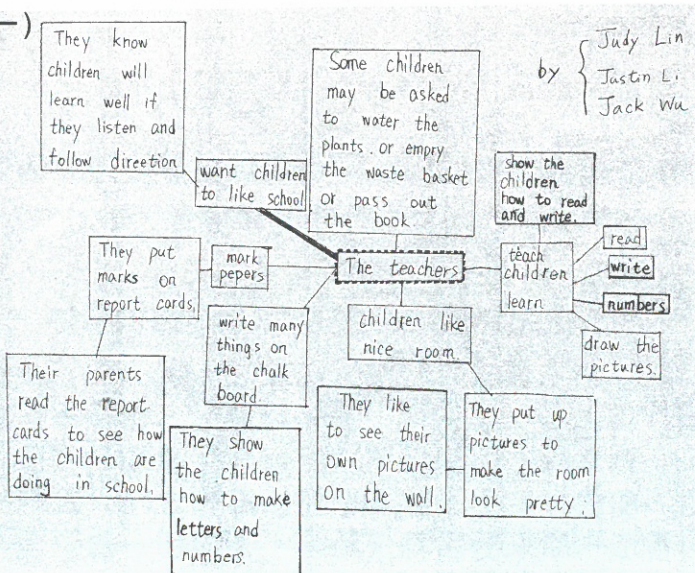 一)
They know
children will
learn well if
they listen and
follow direetion
Some children
may be asked
to water the
plants. or empry
the waste basket
or pass out
the book
by
Judy Lin
Justin Li
Jack Wu
want children
to like school
show the
children
how to read
and write.
They put
marks on
report cards.
mark
pepers
The teachers
teach
children
learn
read
write
numbers
draw the
pictures.
write many
things on
the chalk
board.
children like
nice room.
Their parents
read the report
cards to see how
the children are
doing in school.
They show
the children
how to make
letters and
numbers.
They like
to see their
own pictures
on the wall.
They put up
pictures to
make the room
look pretty.